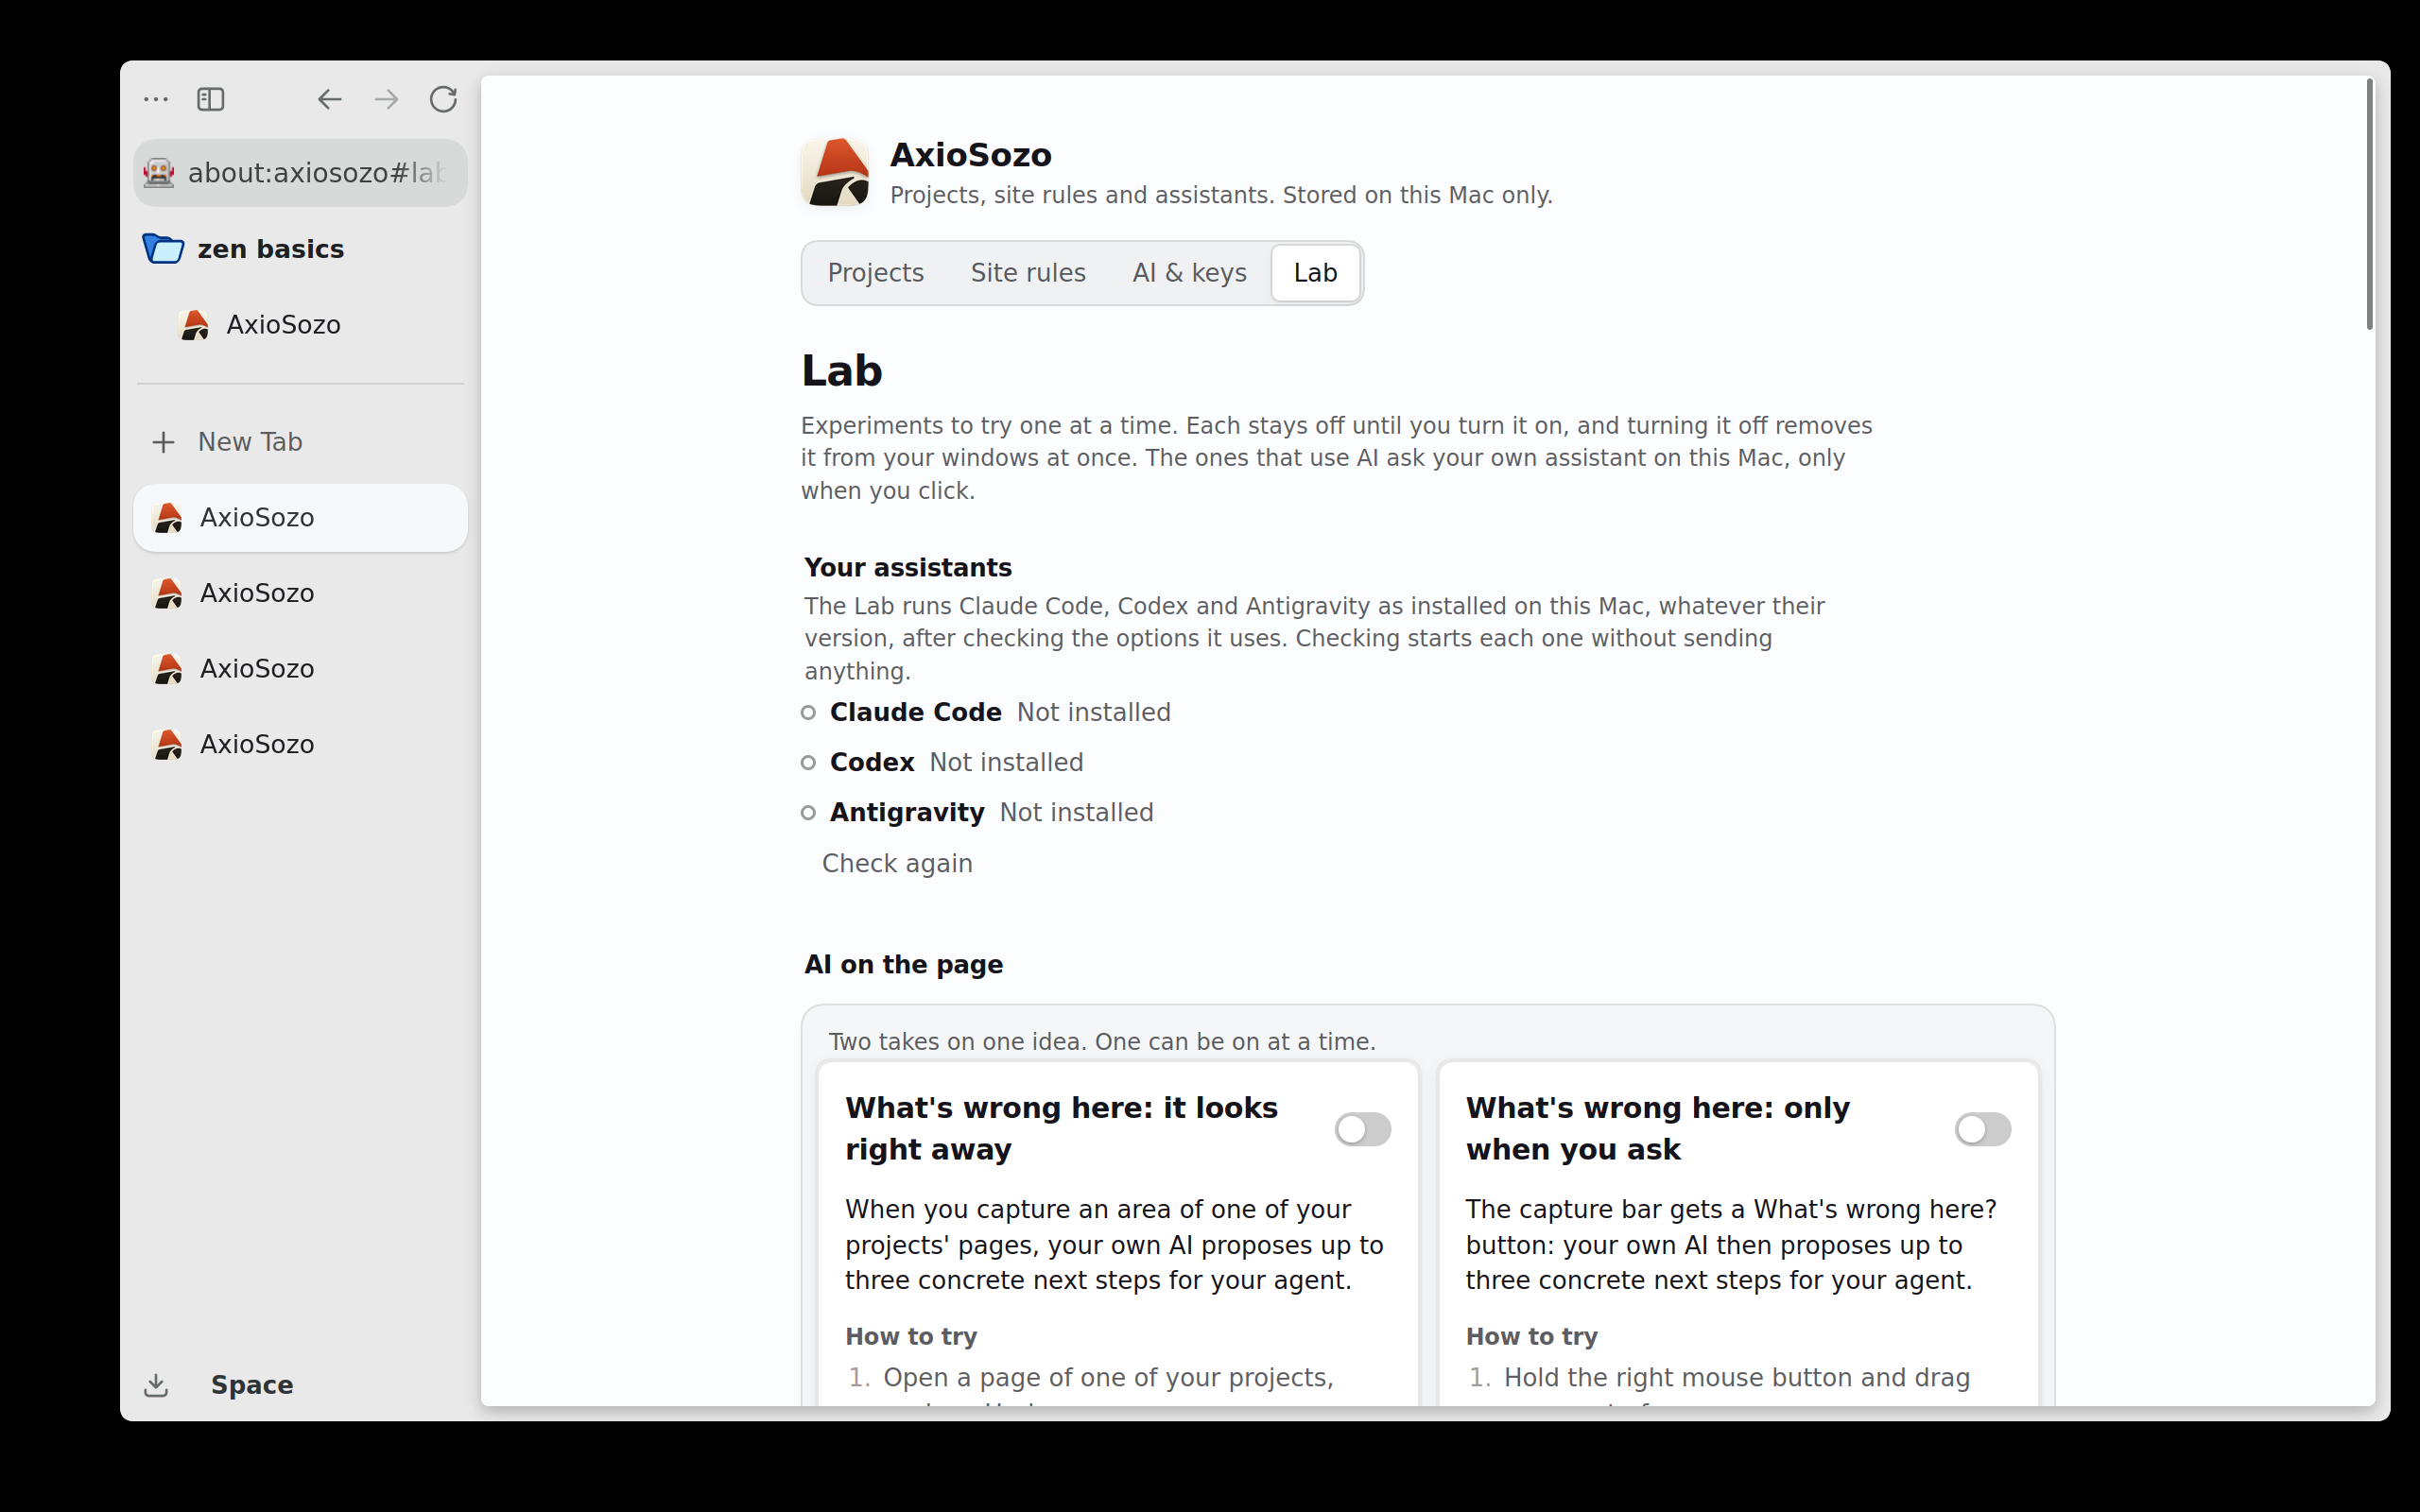 about:axiosozo#lab
zen basics
AxioSozo
New Tab
AxioSozo
AxioSozo
AxioSozo
AxioSozo
Space
AxioSozo
Projects, site rules and assistants. Stored on this Mac only.
Projects Site rules AI & keys Lab
Lab
Experiments to try one at a time. Each stays off until you turn it on, and turning it off removes
it from your windows at once. The ones that use AI ask your own assistant on this Mac, only
when you click.
Your assistants
The Lab runs Claude Code, Codex and Antigravity as installed on this Mac, whatever their
version, after checking the options it uses. Checking starts each one without sending
anything.
Claude Code Not installed
Codex Not installed
Antigravity Not installed
Check again
AI on the page
Two takes on one idea. One can be on at a time.
What's wrong here: it looks
right away
When you capture an area of one of your
projects' pages, your own AI proposes up to
three concrete next steps for your agent.
How to try
1. Open a page of one of your projects,
What's wrong here: only
when you ask
The capture bar gets a What's wrong here?
button: your own AI then proposes up to
three concrete next steps for your agent.
How to try
1. Hold the right mouse button and drag